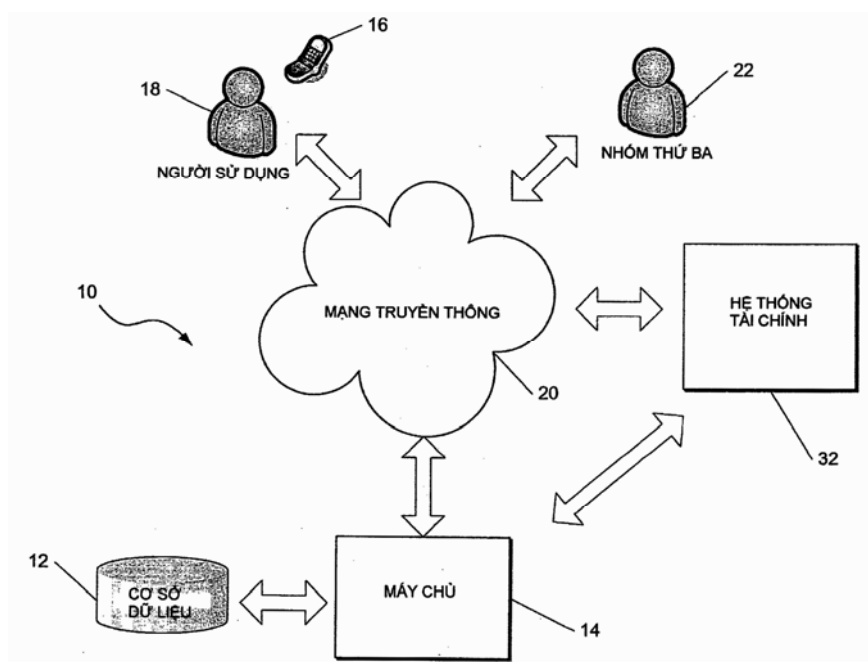 16
18
22
NGƯỜI SỬ DỤNG
NHÓM THỨ BA
10
MẠNG TRUYỀN THÔNG
HỆ THỐNG
TÀI CHÍNH
20
32
12
CƠ SỞ
DỮ LIỆU
MÁY CHỦ
14